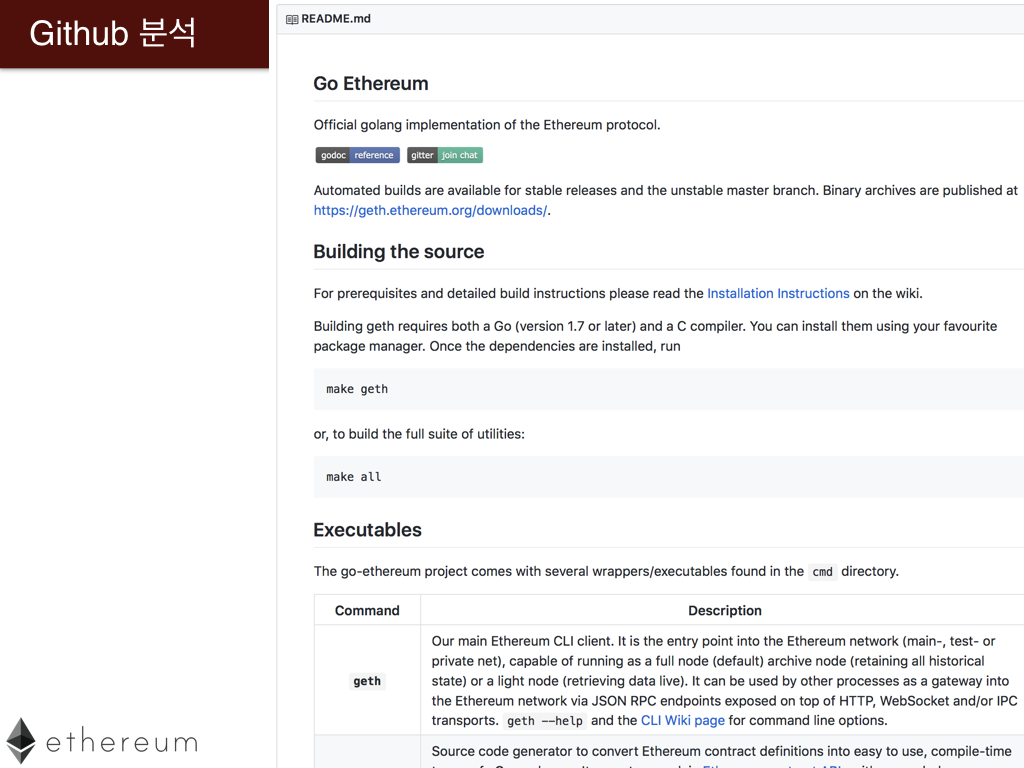 Github 분석
README.md
Go Ethereum
Official golang implementation of the Ethereum protocol.
godoc reference gitter join chat
Automated builds are available for stable releases and the unstable master branch. Binary archives are published at
https://geth.ethereum.org/downloads/.
Building the source
For prerequisites and detailed build instructions please read the Installation Instructions on the wiki.
Building geth requires both a Go (version 1.7 or later) and a C compiler. You can install them using your favourite
package manager. Once the dependencies are installed, run
make geth
or, to build the full suite of utilities:
make all
Executables
The go-ethereum project comes with several wrappers/executables found in the cmd directory.
Command Description
geth
Our main Ethereum CLI client. It is the entry point into the Ethereum network (main-, test- or
private net), capable of running as a full node (default) archive node (retaining all historical
state) or a light node (retrieving data live). It can be used by other processes as a gateway into
the Ethereum network via JSON RPC endpoints exposed on top of HTTP, WebSocket and/or IPC
transports. geth --help and the CLI Wiki page for command line options.
Source code generator to convert Ethereum contract definitions into easy to use, compile-time
ethereum